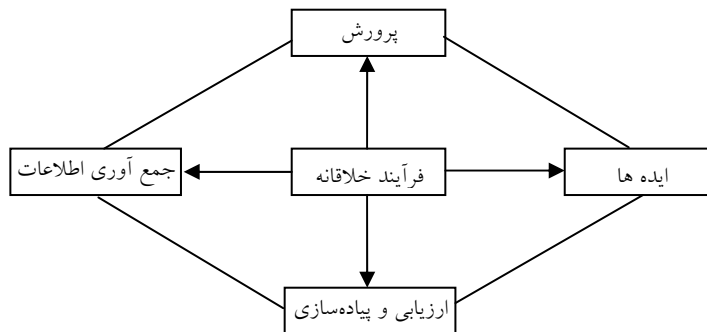 پرورش
ایده ها
فرآیند خلاقانه
جمع آوری اطلاعات
ارزیابی و پیاده‌سازی